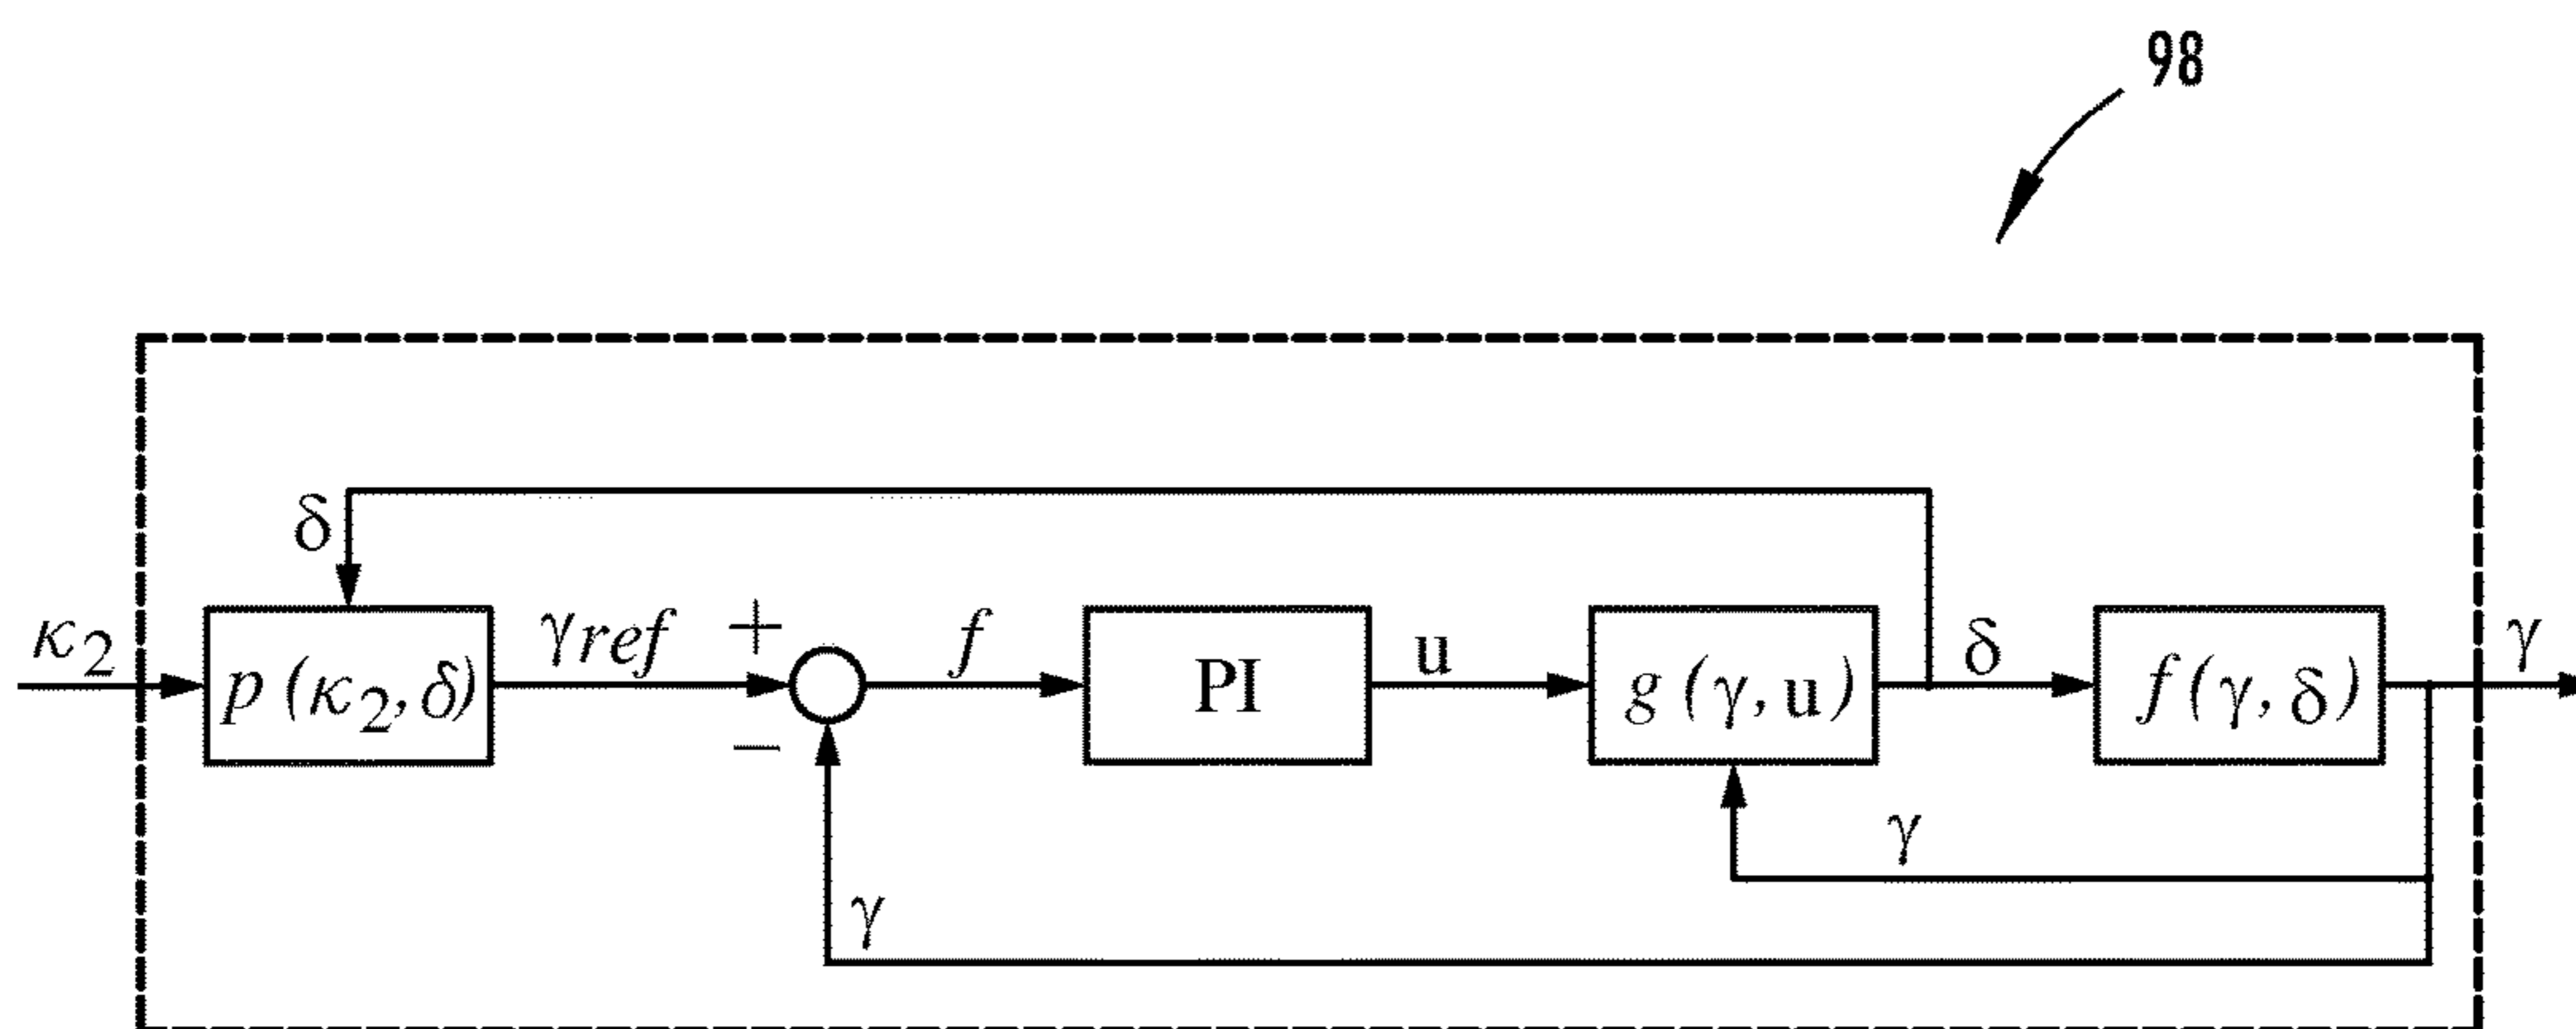 98
δ
κ2 p(κ2,δ) γref + f PI u g(γ,u) δ f(γ,δ) γ
−
γ
γ